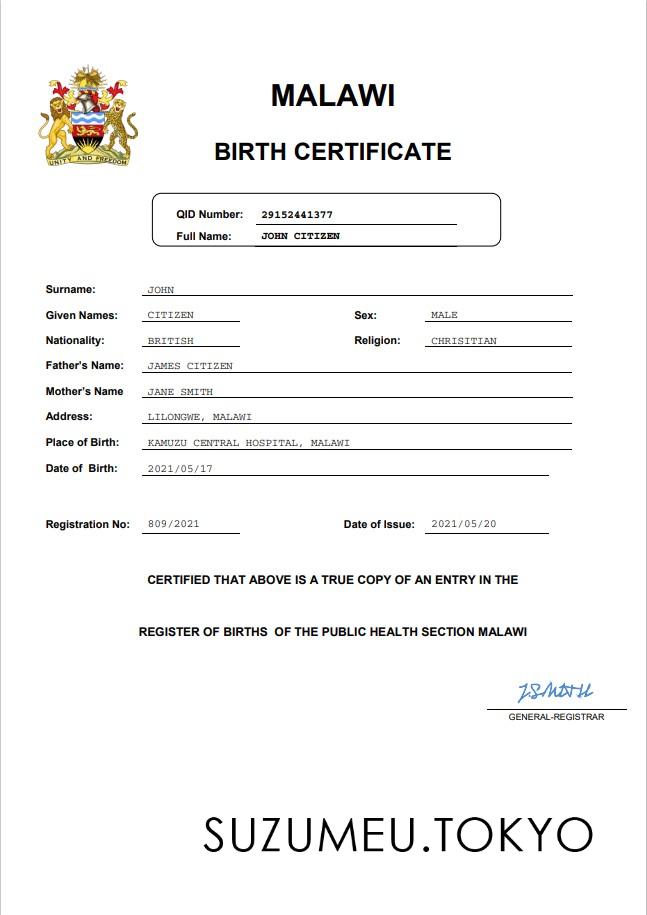 UNITY AND FREEDOM
MALAWI
BIRTH CERTIFICATE
QID Number: 29152441377
Full Name: JOHN CITIZEN
Surname: JOHN
Given Names: CITIZEN Sex: MALE
Nationality: BRITISH Religion: CHRISITIAN
Father's Name: JAMES CITIZEN
Mother's Name JANE SMITH
Address: LILONGWE, MALAWI
Place of Birth: KAMUZU CENTRAL HOSPITAL, MALAWI
Date of Birth: 2021/05/17
Registration No: 809/2021 Date of Issue: 2021/05/20
CERTIFIED THAT ABOVE IS A TRUE COPY OF AN ENTRY IN THE
REGISTER OF BIRTHS OF THE PUBLIC HEALTH SECTION MALAWI
J.SMITH
GENERAL-REGISTRAR
SUZUMEU.TOKYO